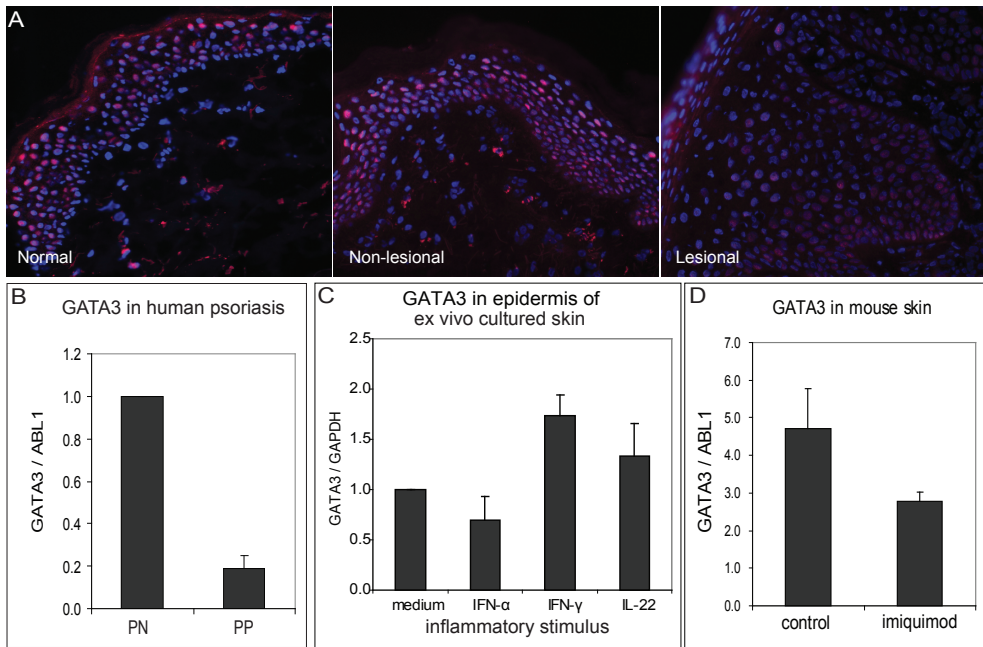 A
Normal
Non-lesional
Lesional
B
GATA3 in human psoriasis
GATA3 / ABL1
1.2
1.0
0.8
0.6
0.4
0.2
0.0
PN
PP
C
GATA3 in epidermis of
ex vivo cultured skin
GATA3 / GAPDH
2.5
2.0
1.5
1.0
0.5
0.0
medium
IFN-α
IFN-γ
IL-22
inflammatory stimulus
D
GATA3 in mouse skin
GATA3 / ABL1
7.0
6.0
5.0
4.0
3.0
2.0
1.0
0.0
control
imiquimod